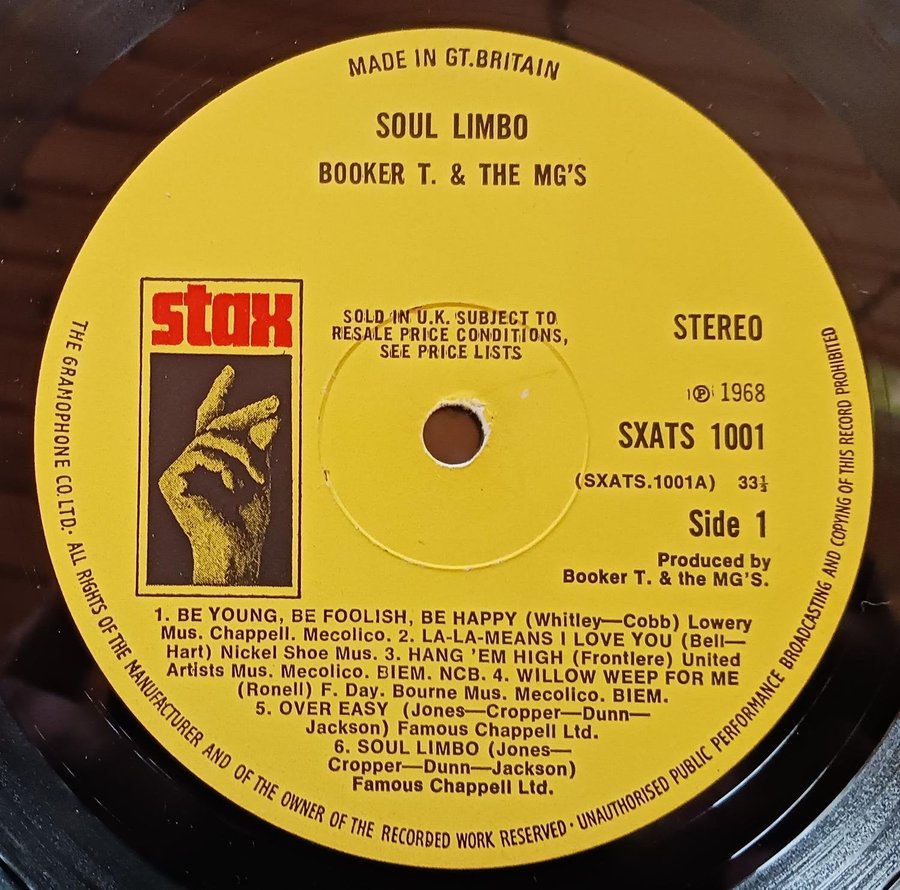 MADE IN GT.BRITAIN
SOUL LIMBO
BOOKER T. & THE MG'S
stax
SOLD IN U.K. SUBJECT TO
RESALE PRICE CONDITIONS,
SEE PRICE LISTS
STEREO
℗ 1968
SXATS 1001
(SXATS.1001A) 33⅓
Side 1
Produced by
Booker T. & the MG'S.
1. BE YOUNG, BE FOOLISH, BE HAPPY (Whitley—Cobb) Lowery
Mus. Chappell. Mecolico. 2. LA-LA-MEANS I LOVE YOU (Bell—
Hart) Nickel Shoe Mus. 3. HANG 'EM HIGH (Frontlere) United
Artists Mus. Mecolico. BIEM. NCB. 4. WILLOW WEEP FOR ME
(Ronell) F. Day. Bourne Mus. Mecolico. BIEM.
5. OVER EASY (Jones—Cropper—Dunn—
Jackson) Famous Chappell Ltd.
6. SOUL LIMBO (Jones—
Cropper—Dunn—Jackson)
Famous Chappell Ltd.
THE GRAMOPHONE CO. LTD. · ALL RIGHTS OF THE MANUFACTURER AND OF THE OWNER OF THE RECORDED WORK RESERVED · UNAUTHORISED PUBLIC PERFORMANCE BROADCASTING AND COPYING OF THIS RECORD PROHIBITED